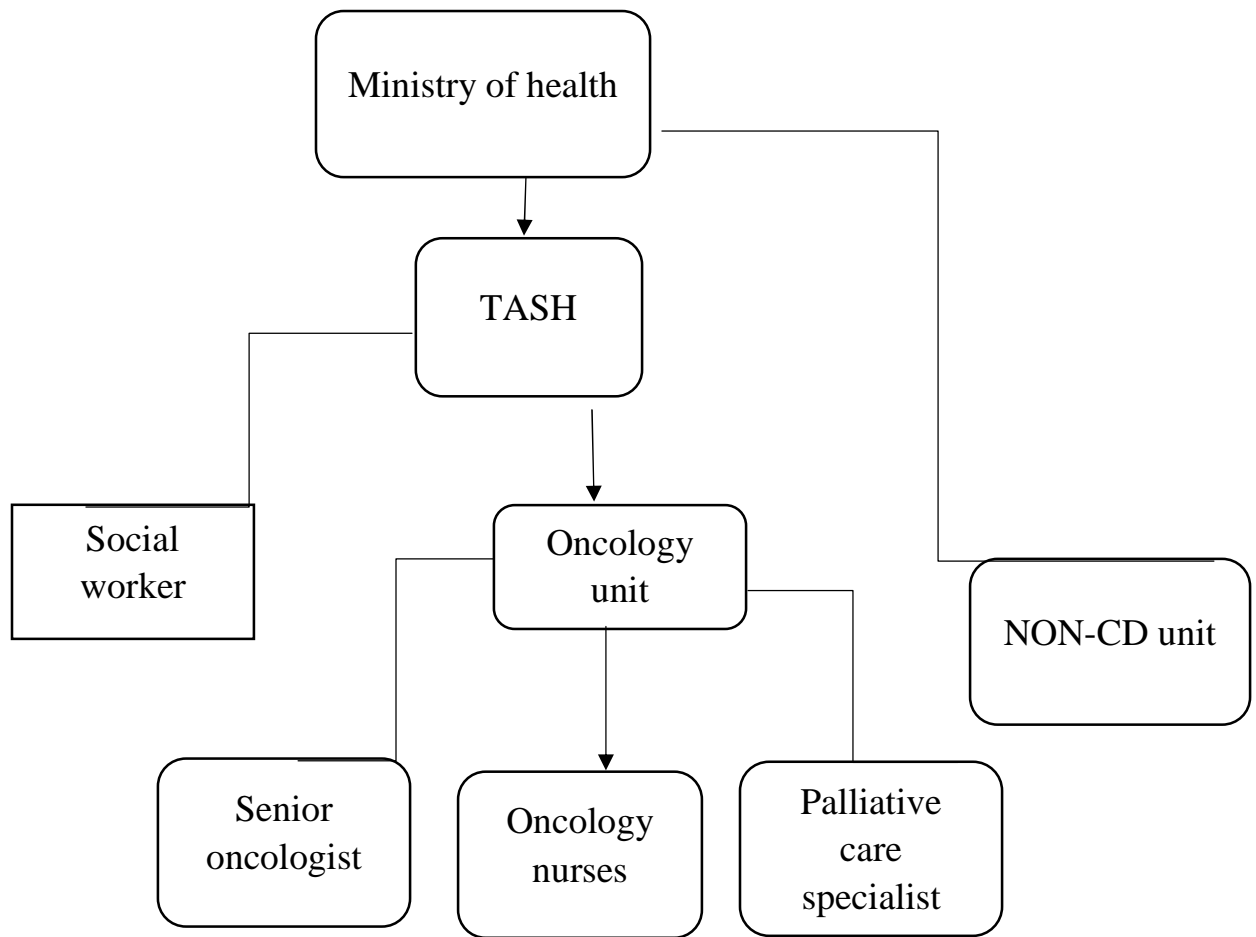 Ministry of health
TASH
Social
worker
Oncology
unit
NON-CD unit
Senior
oncologist
Oncology
nurses
Palliative
care
specialist